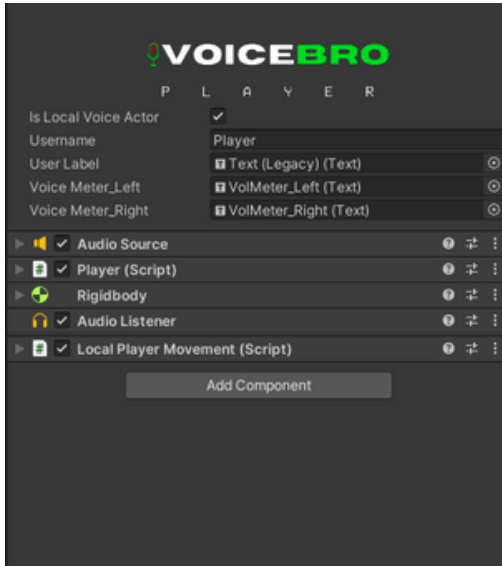 VOICEBRO
P L A Y E R
Is Local Voice Actor
Username Player
User Label Text (Legacy) (Text)
Voice Meter_Left VolMeter_Left (Text)
Voice Meter_Right VolMeter_Right (Text)
Audio Source
Player (Script)
Rigidbody
Audio Listener
Local Player Movement (Script)
Add Component